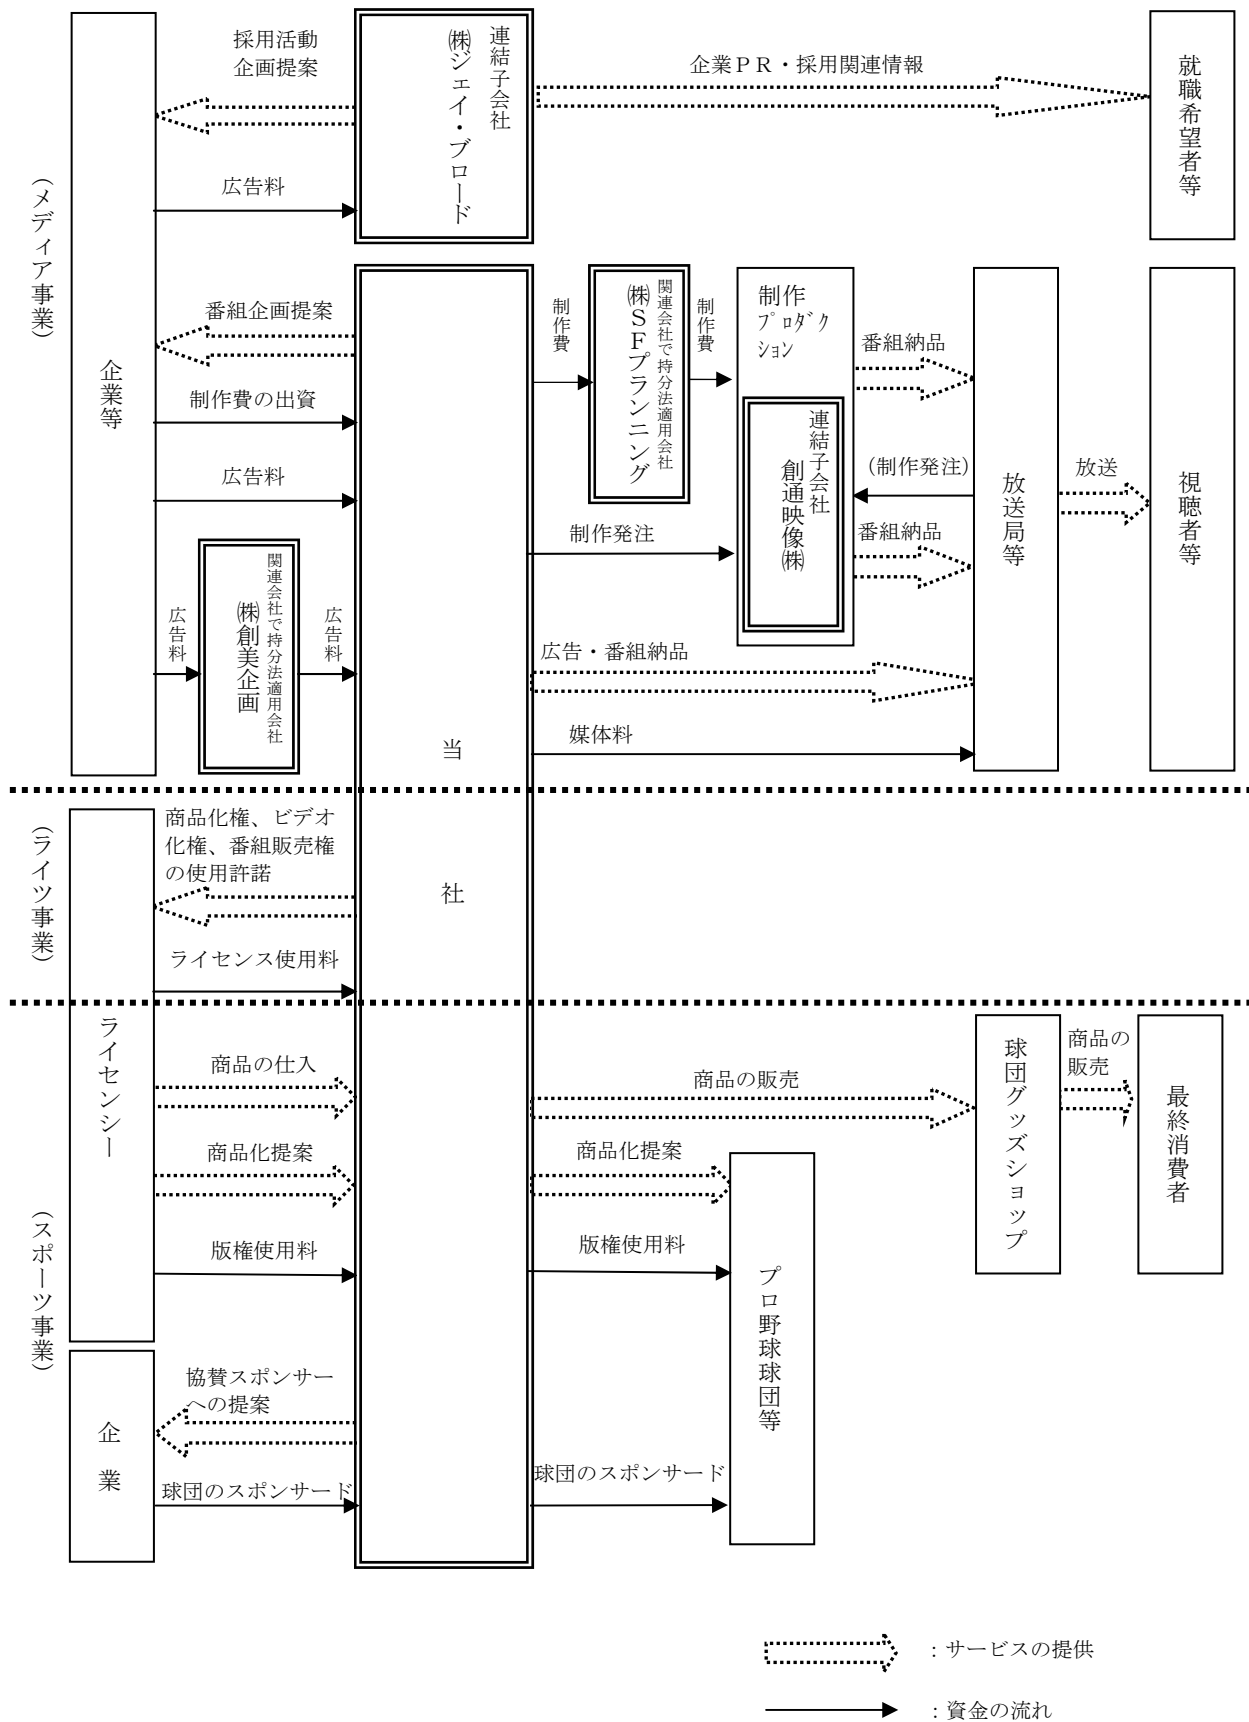 (メディア事業)
企業等
採用活動
企画提案
広告料
連結子会社
㈱ジェイ・ブロード
企業ＰＲ・採用関連情報
就職希望者等
番組企画提案
制作費の出資
広告料
広告料
関連会社で持分法適用会社
㈱創美企画
広告料
当社
制作費
関連会社で持分法適用会社
㈱ＳＦプランニング
制作費
制作
ﾌﾟﾛﾀﾞｸ
ｼｮﾝ
連結子会社
創通映像㈱
制作発注
番組納品
(制作発注)
番組納品
放送局等
放送
視聴者等
広告・番組納品
媒体料
(ライツ事業)
ライセンシー
商品化権、ビデオ
化権、番組販売権
の使用許諾
ライセンス使用料
(スポーツ事業)
商品の仕入
商品化提案
版権使用料
商品の販売
商品化提案
版権使用料
球団グッズショップ
商品の
販売
最終消費者
プロ野球球団等
企業
協賛スポンサー
への提案
球団のスポンサード
球団のスポンサード
：サービスの提供
：資金の流れ